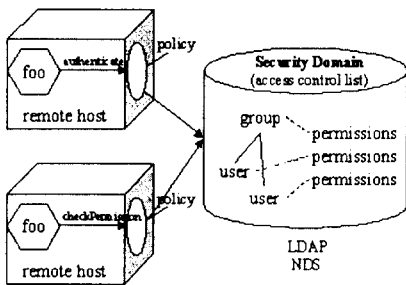 policy
authenticate
foo
remote host
policy
checkPermission
foo
remote host
Security Domain
(access control list)
group
permissions
permissions
user
permissions
user
LDAP
NDS